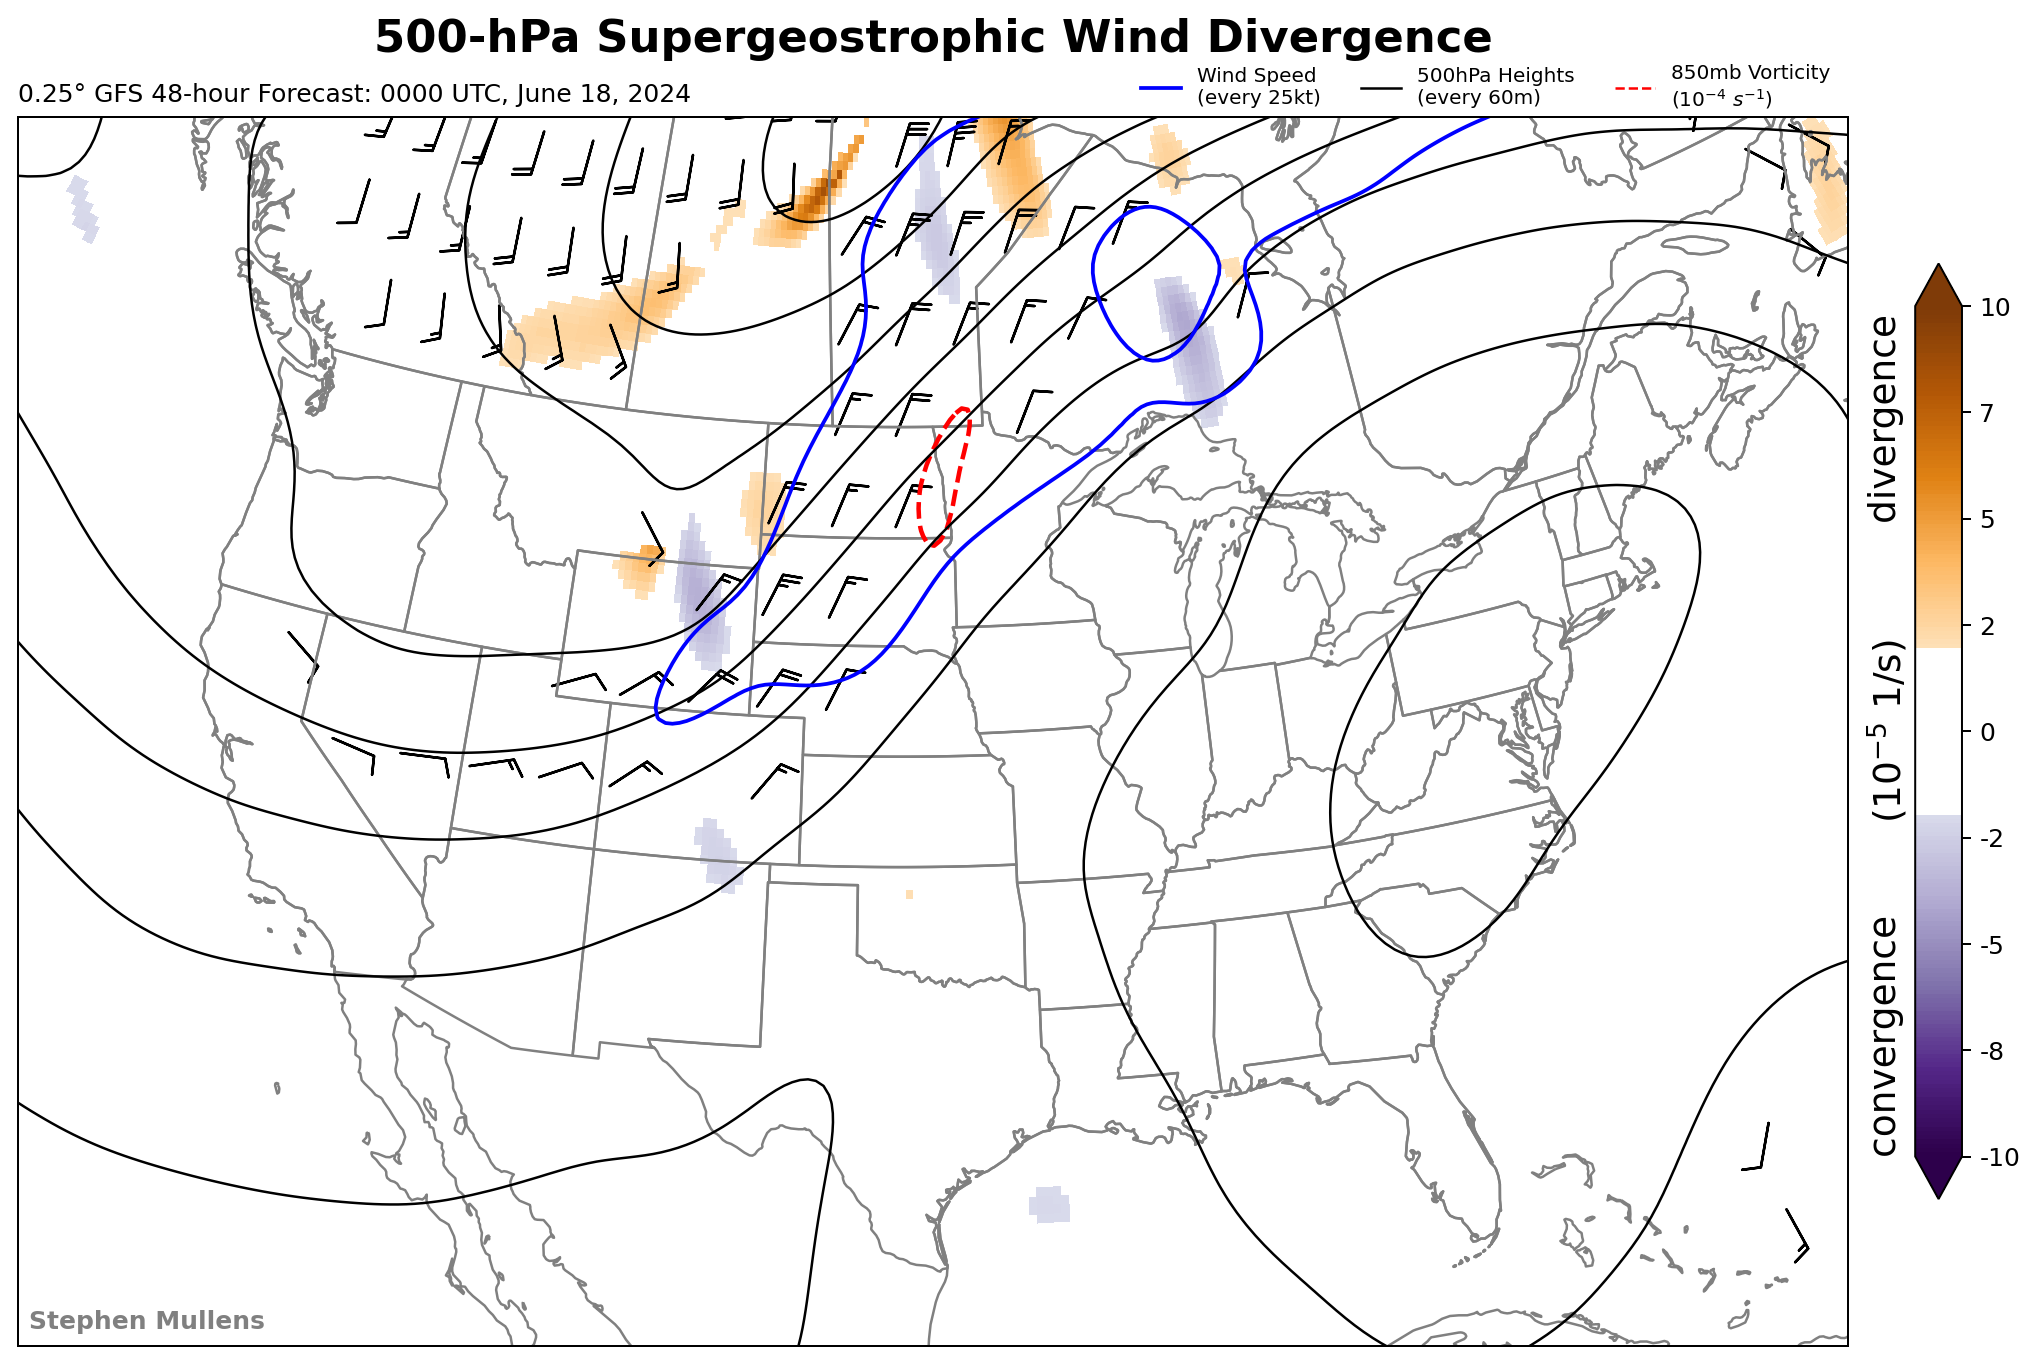 500-hPa Supergeostrophic Wind Divergence
0.25° GFS 48-hour Forecast: 0000 UTC, June 18, 2024
Wind Speed
(every 25kt)
500hPa Heights
(every 60m)
850mb Vorticity
(10⁻⁴ s⁻¹)
10
7
5
2
0
-2
-5
-8
-10
convergence (10⁻⁵ 1/s) divergence
Stephen Mullens